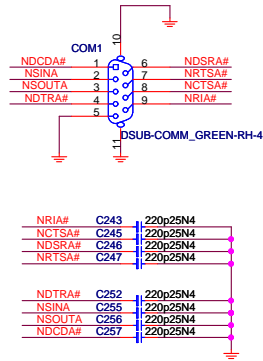 10
COM1
NDCDA# 1 6 NDSRA#
NSINA 2 7 NRTSA#
NSOUTA 3 8 NCTSA#
NDTRA# 4 9 NRIA#
5
DSUB-COMM_GREEN-RH-4
11
NRIA# C243 220p25N4
NCTSA# C245 220p25N4
NDSRA# C246 220p25N4
NRTSA# C247 220p25N4
NDTRA# C252 220p25N4
NSINA C255 220p25N4
NSOUTA C256 220p25N4
NDCDA# C257 220p25N4